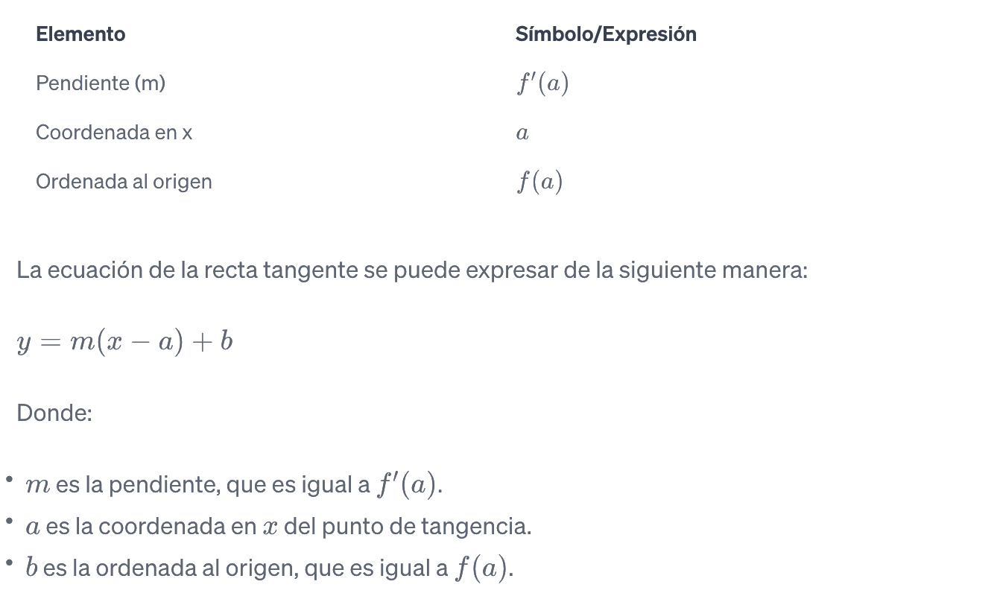 Elemento Símbolo/Expresión
Pendiente (m) f′(a)
Coordenada en x a
Ordenada al origen f(a)
La ecuación de la recta tangente se puede expresar de la siguiente manera:
y = m(x − a) + b
Donde:
• m es la pendiente, que es igual a f′(a).
• a es la coordenada en x del punto de tangencia.
• b es la ordenada al origen, que es igual a f(a).